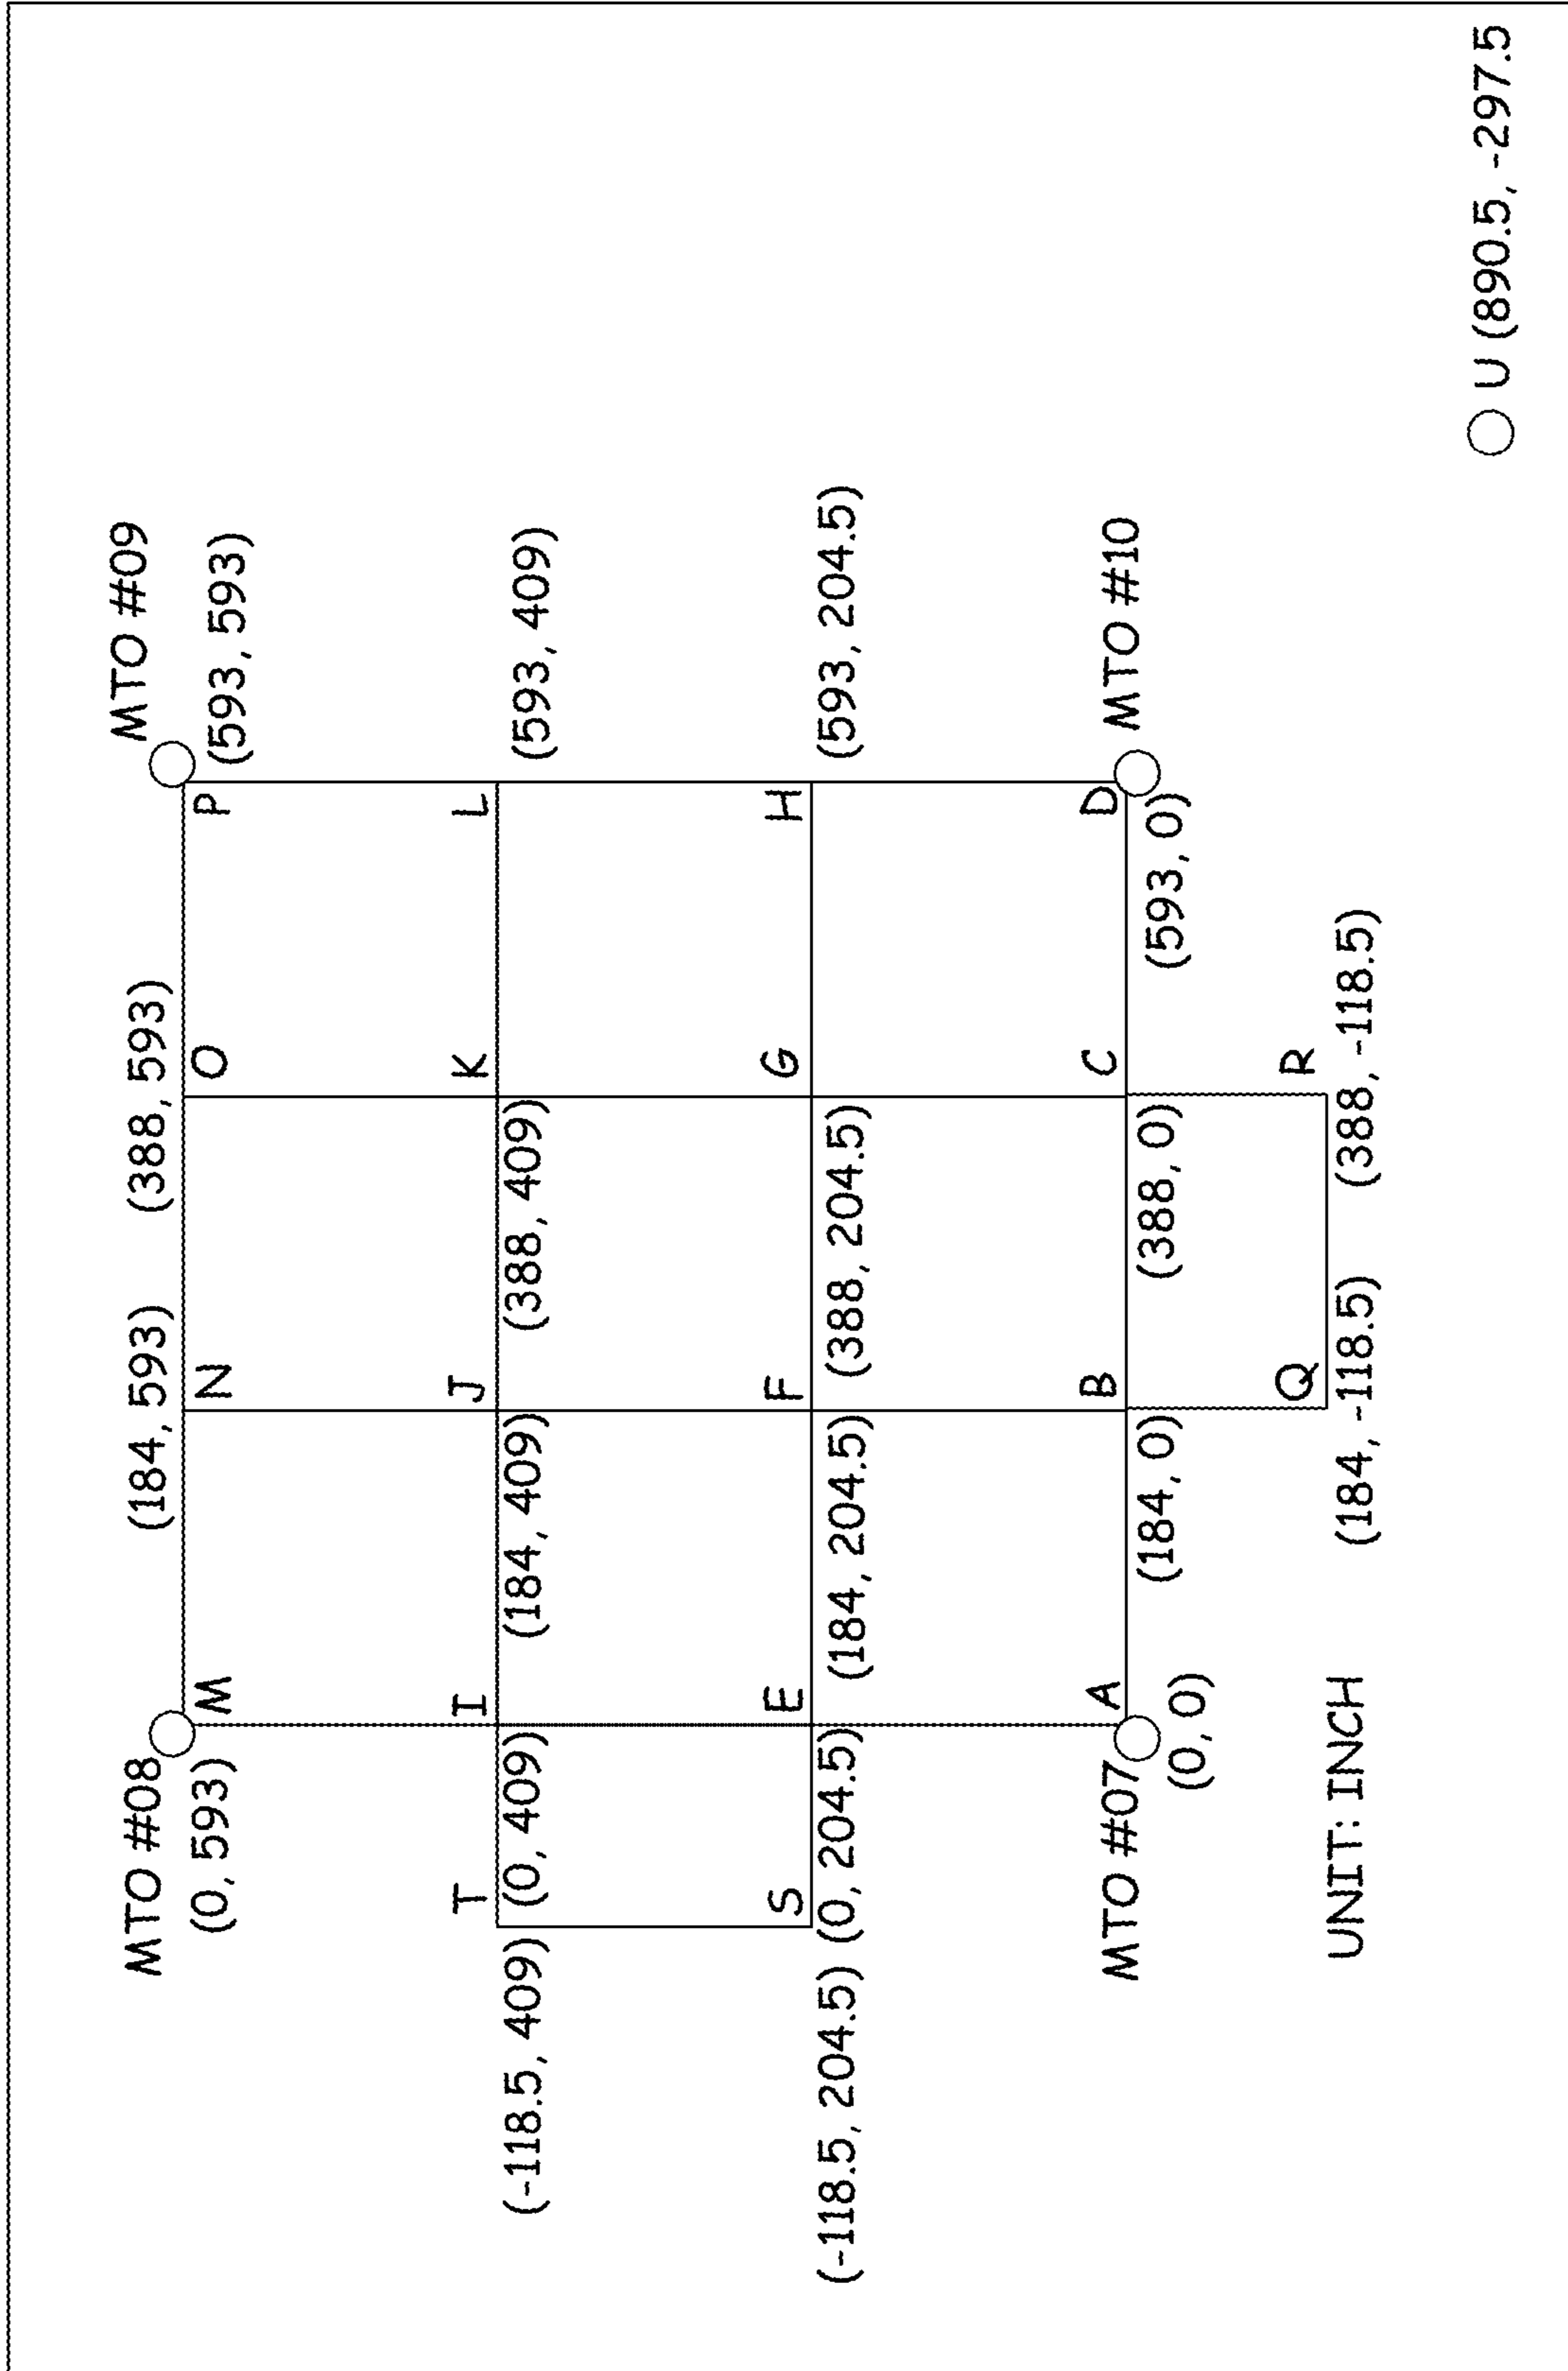 MTO #08
MTO #09
(184, 593)
(388, 593)
(0, 593)
M
N
O
P
(593, 593)
T
I
J
K
L
(-118.5, 409)
(0, 409)
(184, 409)
(388, 409)
(593, 409)
S
E
F
G
H
(-118.5, 204.5)
(0, 204.5)
(184, 204.5)
(388, 204.5)
(593, 204.5)
MTO #07
A
B
C
D
MTO #10
(0, 0)
(184, 0)
(388, 0)
(593, 0)
Q
R
UNIT: INCH
(184, -118.5)
(388, -118.5)
U (890.5, -297.5